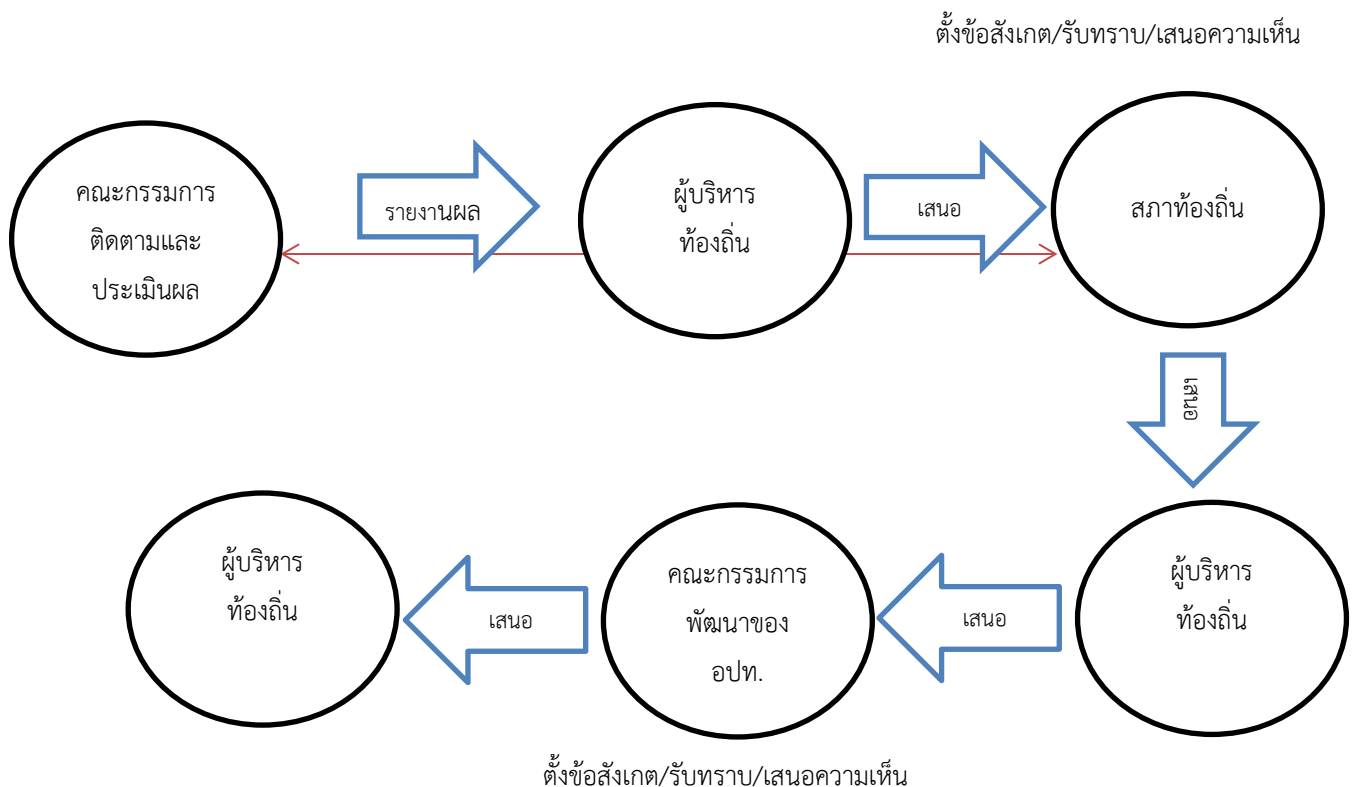 ตั้งข้อสังเกต/รับทราบ/เสนอความเห็น
คณะกรรมการ
ติดตามและ
ประเมินผล
รายงานผล
ผู้บริหาร
ท้องถิ่น
เสนอ
สภาท้องถิ่น
เสนอ
ผู้บริหาร
ท้องถิ่น
เสนอ
คณะกรรมการ
พัฒนาของ
อปท.
เสนอ
ผู้บริหาร
ท้องถิ่น
ตั้งข้อสังเกต/รับทราบ/เสนอความเห็น